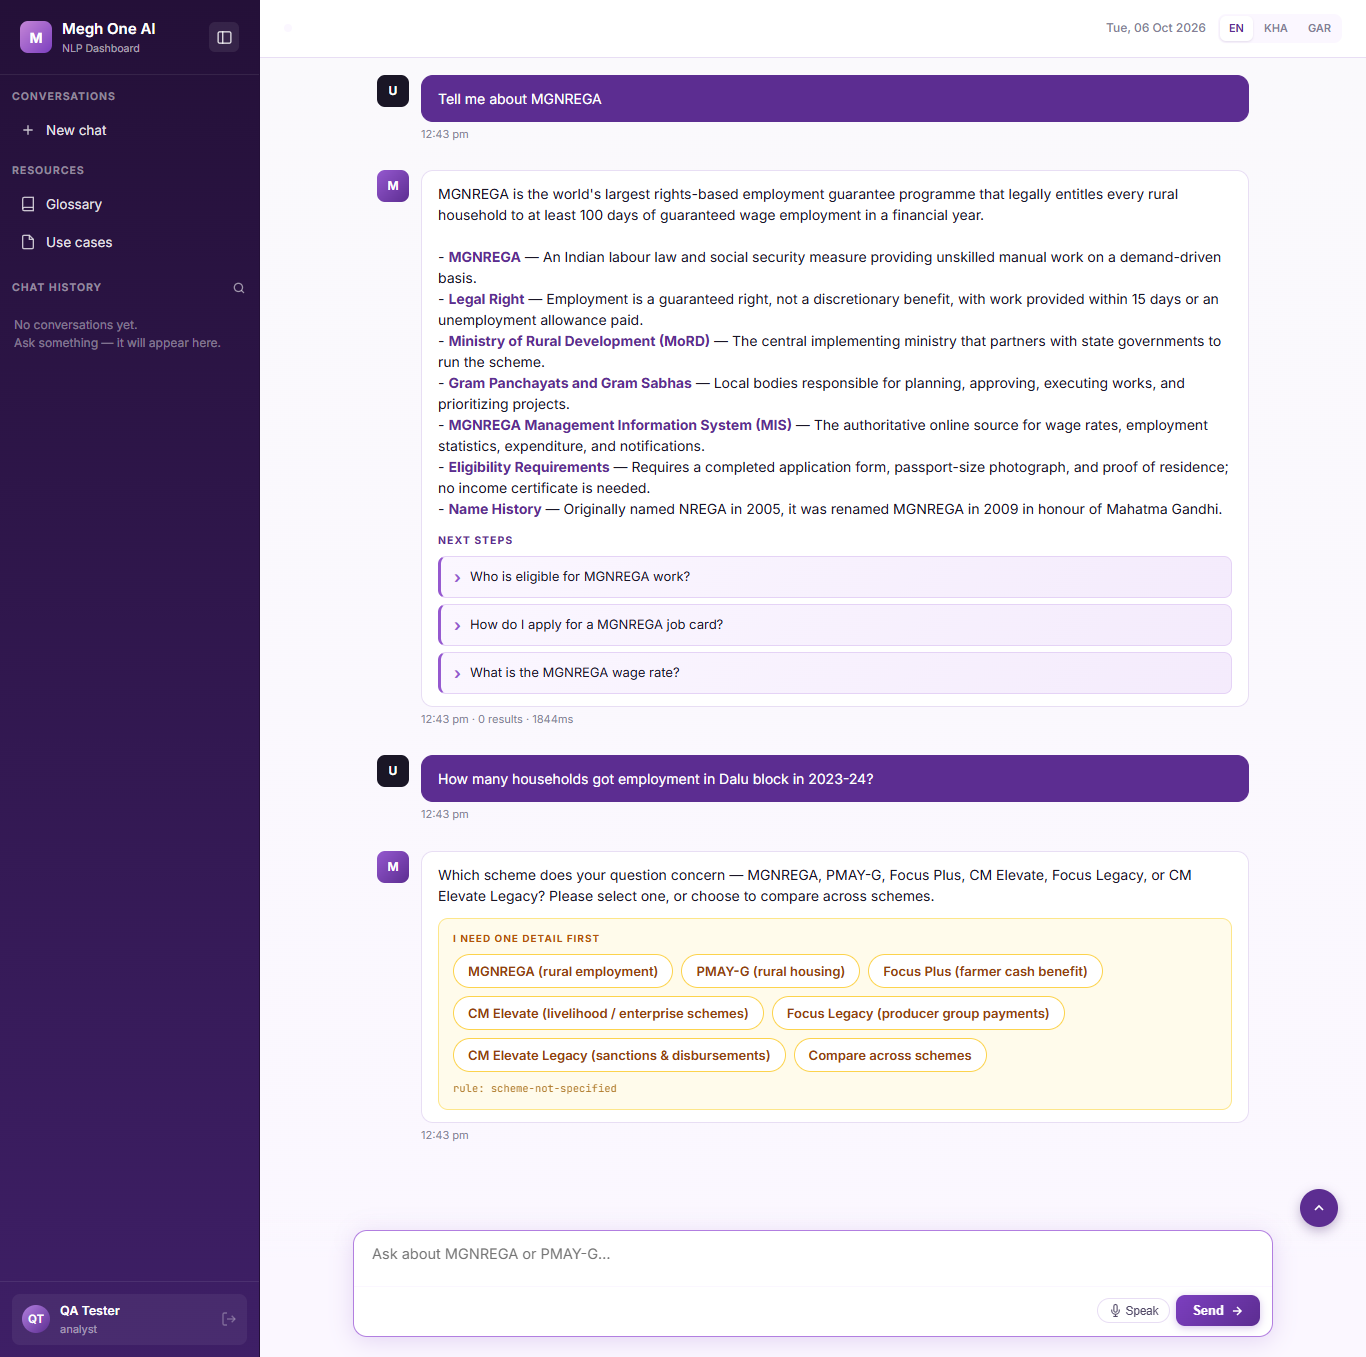 M
Megh One AI
NLP Dashboard
CONVERSATIONS
+ New chat
RESOURCES
Glossary
Use cases
CHAT HISTORY
No conversations yet.
Ask something — it will appear here.
QT
QA Tester
analyst
Tue, 06 Oct 2026
EN
KHA
GAR
U
Tell me about MGNREGA
12:43 pm
M
MGNREGA is the world's largest rights-based employment guarantee programme that legally entitles every rural
household to at least 100 days of guaranteed wage employment in a financial year.
- MGNREGA — An Indian labour law and social security measure providing unskilled manual work on a demand-driven
basis.
- Legal Right — Employment is a guaranteed right, not a discretionary benefit, with work provided within 15 days or an
unemployment allowance paid.
- Ministry of Rural Development (MoRD) — The central implementing ministry that partners with state governments to
run the scheme.
- Gram Panchayats and Gram Sabhas — Local bodies responsible for planning, approving, executing works, and
prioritizing projects.
- MGNREGA Management Information System (MIS) — The authoritative online source for wage rates, employment
statistics, expenditure, and notifications.
- Eligibility Requirements — Requires a completed application form, passport-size photograph, and proof of residence;
no income certificate is needed.
- Name History — Originally named NREGA in 2005, it was renamed MGNREGA in 2009 in honour of Mahatma Gandhi.
NEXT STEPS
› Who is eligible for MGNREGA work?
› How do I apply for a MGNREGA job card?
› What is the MGNREGA wage rate?
12:43 pm · 0 results · 1844ms
U
How many households got employment in Dalu block in 2023-24?
12:43 pm
M
Which scheme does your question concern — MGNREGA, PMAY-G, Focus Plus, CM Elevate, Focus Legacy, or CM
Elevate Legacy? Please select one, or choose to compare across schemes.
I NEED ONE DETAIL FIRST
MGNREGA (rural employment)
PMAY-G (rural housing)
Focus Plus (farmer cash benefit)
CM Elevate (livelihood / enterprise schemes)
Focus Legacy (producer group payments)
CM Elevate Legacy (sanctions & disbursements)
Compare across schemes
rule: scheme-not-specified
12:43 pm
Ask about MGNREGA or PMAY-G...
Speak
Send →